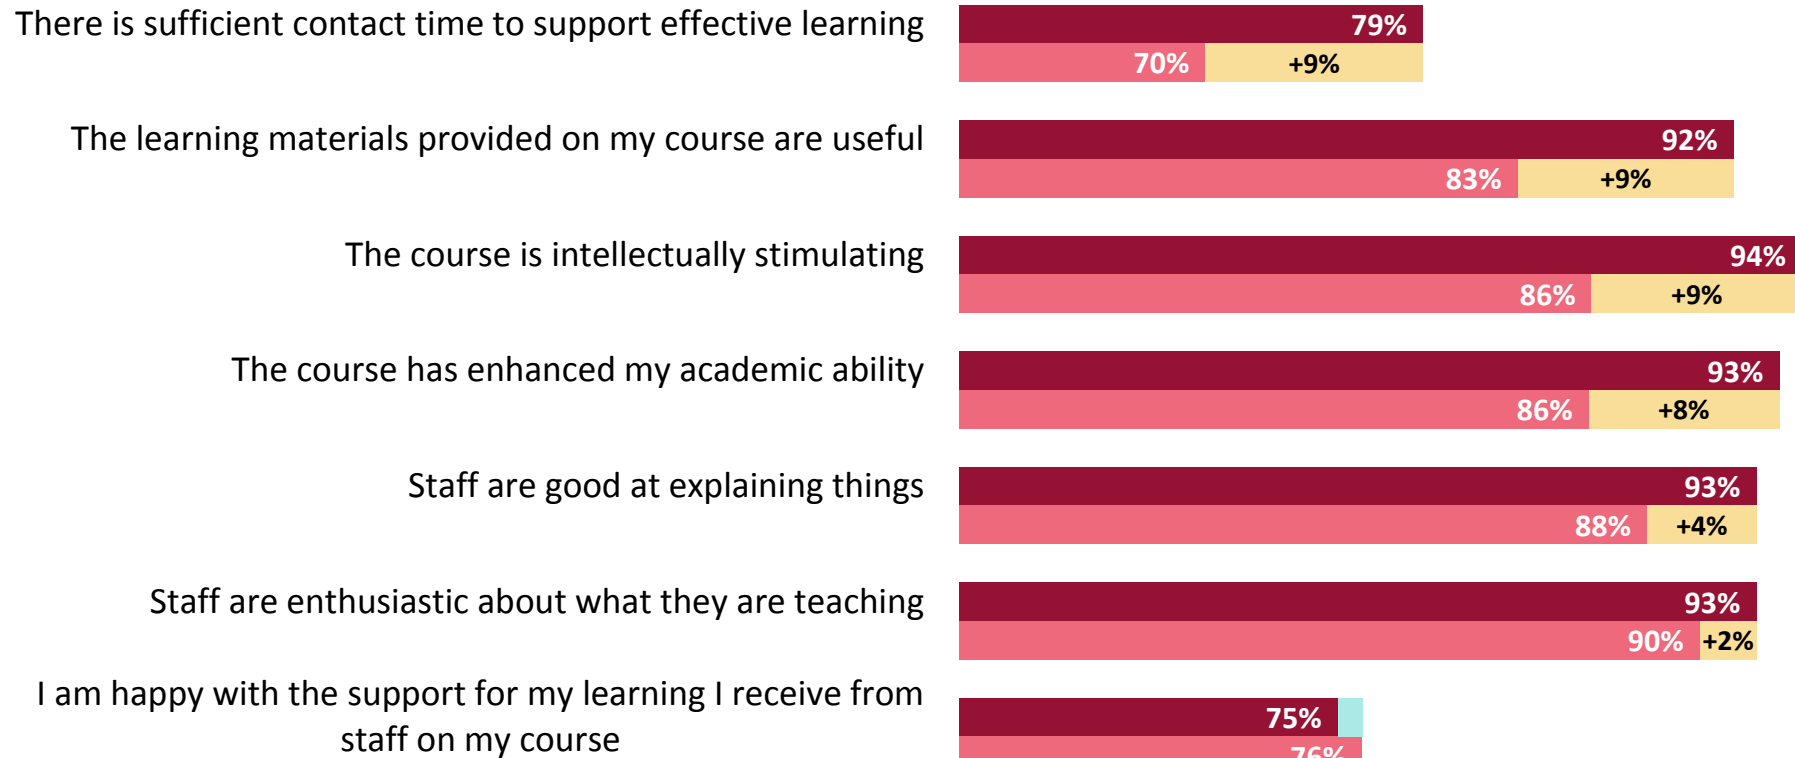 There is sufficient contact time to support effective learning
79%
70% +9%
The learning materials provided on my course are useful
92%
83% +9%
The course is intellectually stimulating
94%
86% +9%
The course has enhanced my academic ability
93%
86% +8%
Staff are good at explaining things
93%
88% +4%
Staff are enthusiastic about what they are teaching
93%
90% +2%
I am happy with the support for my learning I receive from
staff on my course
75%
76%